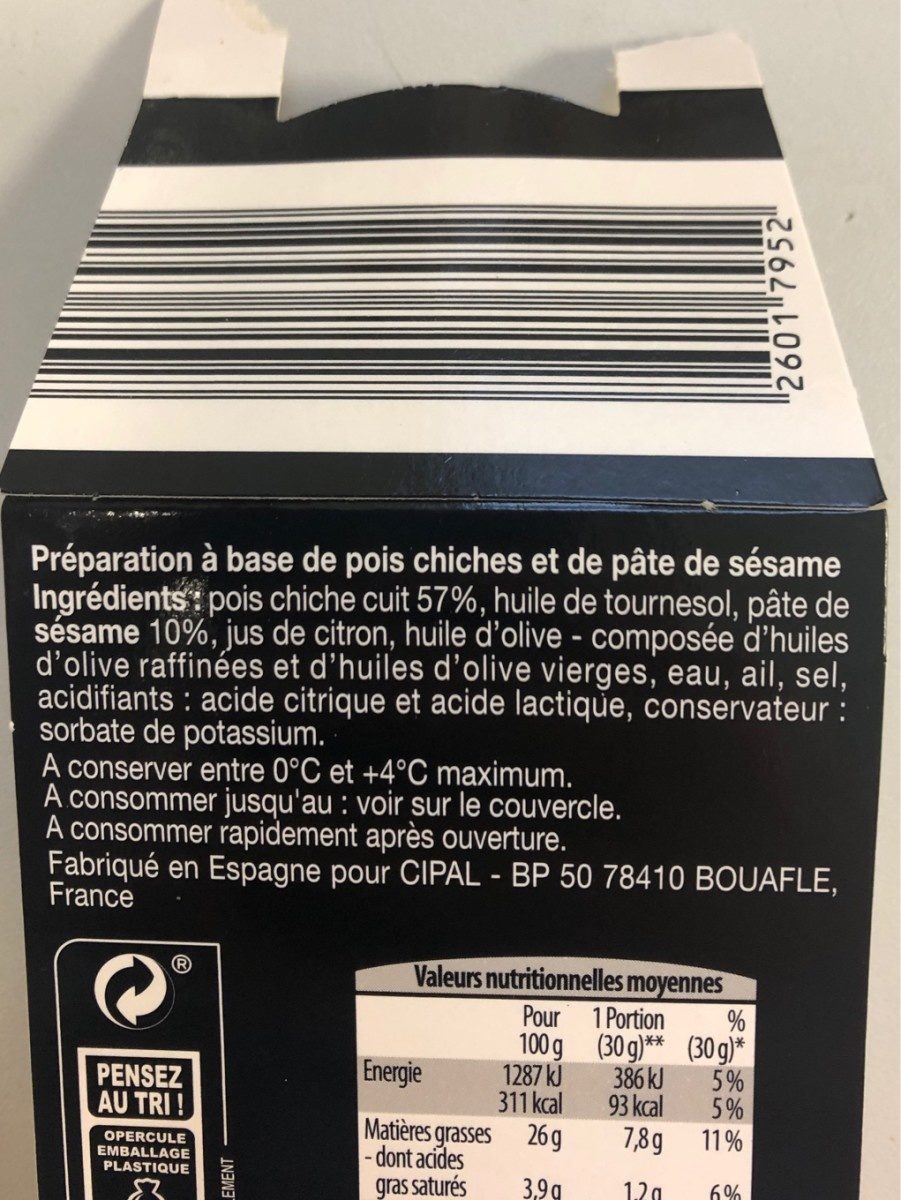 2601 7952
Préparation à base de pois chiches et de pâte de sésame
Ingrédients : pois chiche cuit 57%, huile de tournesol, pâte de
sésame 10%, jus de citron, huile d'olive - composée d'huiles
d'olive raffinées et d'huiles d'olive vierges, eau, ail, sel,
acidifiants : acide citrique et acide lactique, conservateur :
sorbate de potassium.
A conserver entre 0°C et +4°C maximum.
A consommer jusqu'au : voir sur le couvercle.
A consommer rapidement après ouverture.
Fabriqué en Espagne pour CIPAL - BP 50 78410 BOUAFLE,
France
®
PENSEZ
AU TRI !
OPERCULE
EMBALLAGE
PLASTIQUE
Valeurs nutritionnelles moyennes
Pour 1 Portion %
100 g (30 g)** (30 g)*
Energie 1287 kJ 386 kJ 5%
311 kcal 93 kcal 5%
Matières grasses 26 g 7,8 g 11%
- dont acides
gras saturés 3,9 g 1,2 g 6%